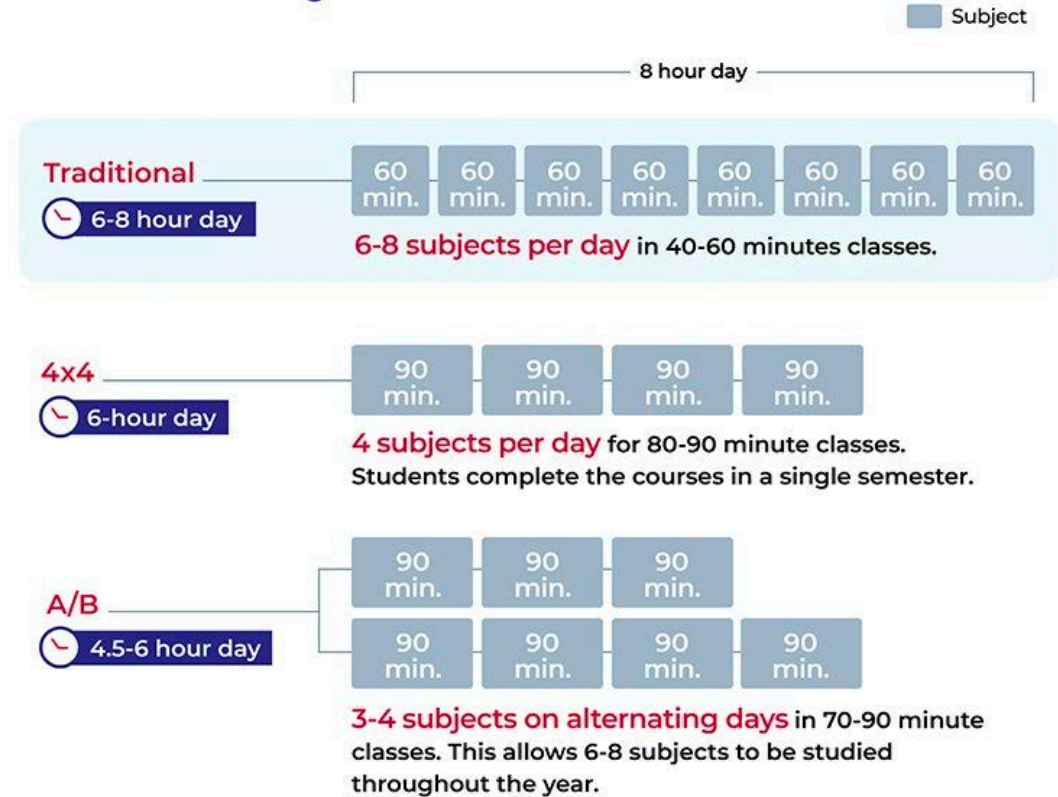 Subject
8 hour day
Traditional
6-8 hour day
60 min.
60 min.
60 min.
60 min.
60 min.
60 min.
60 min.
60 min.
6-8 subjects per day in 40-60 minutes classes.
4x4
6-hour day
90 min.
90 min.
90 min.
90 min.
4 subjects per day for 80-90 minute classes.
Students complete the courses in a single semester.
A/B
4.5-6 hour day
90 min.
90 min.
90 min.
90 min.
90 min.
90 min.
90 min.
3-4 subjects on alternating days in 70-90 minute
classes. This allows 6-8 subjects to be studied
throughout the year.